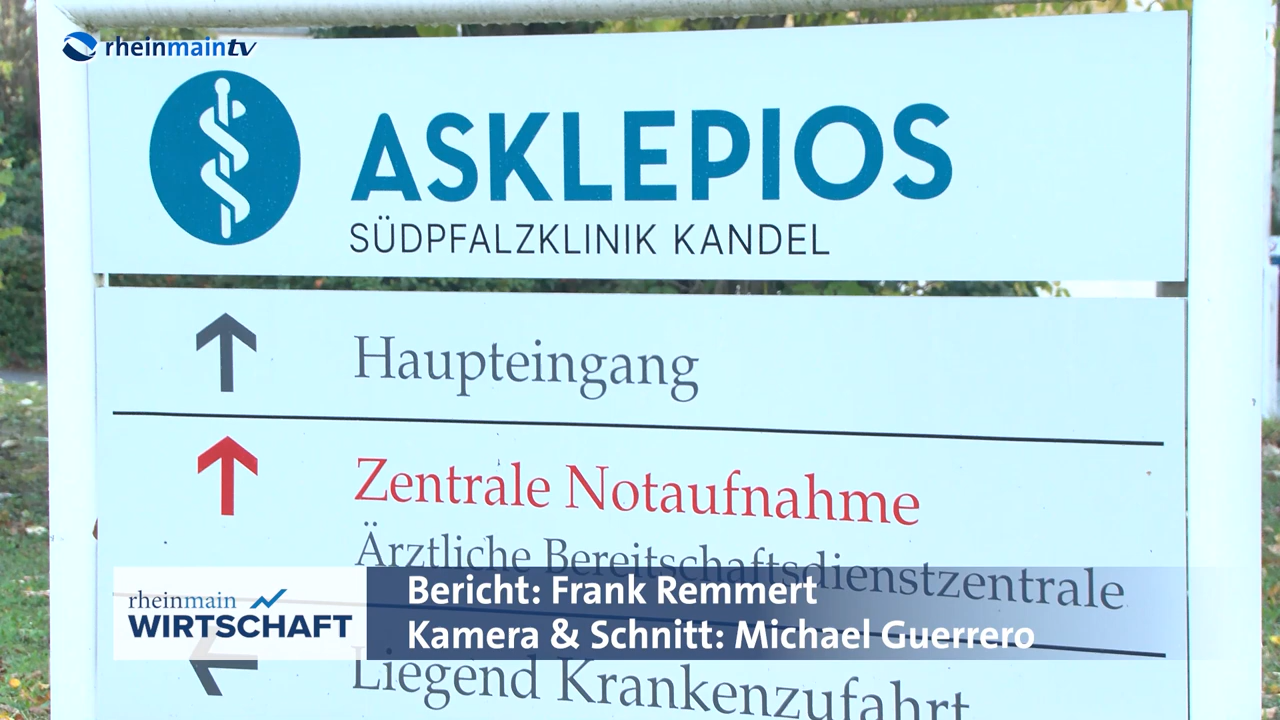 rheinmaintv
ASKLEPIOS
SÜDPFALZKLINIK KANDEL
Haupteingang
Zentrale Notaufnahme
Ärztliche Bereitschaftsdienstzentrale
rheinmain
WIRTSCHAFT
Bericht: Frank Remmert
Kamera & Schnitt: Michael Guerrero
Liegend Krankenzufahrt